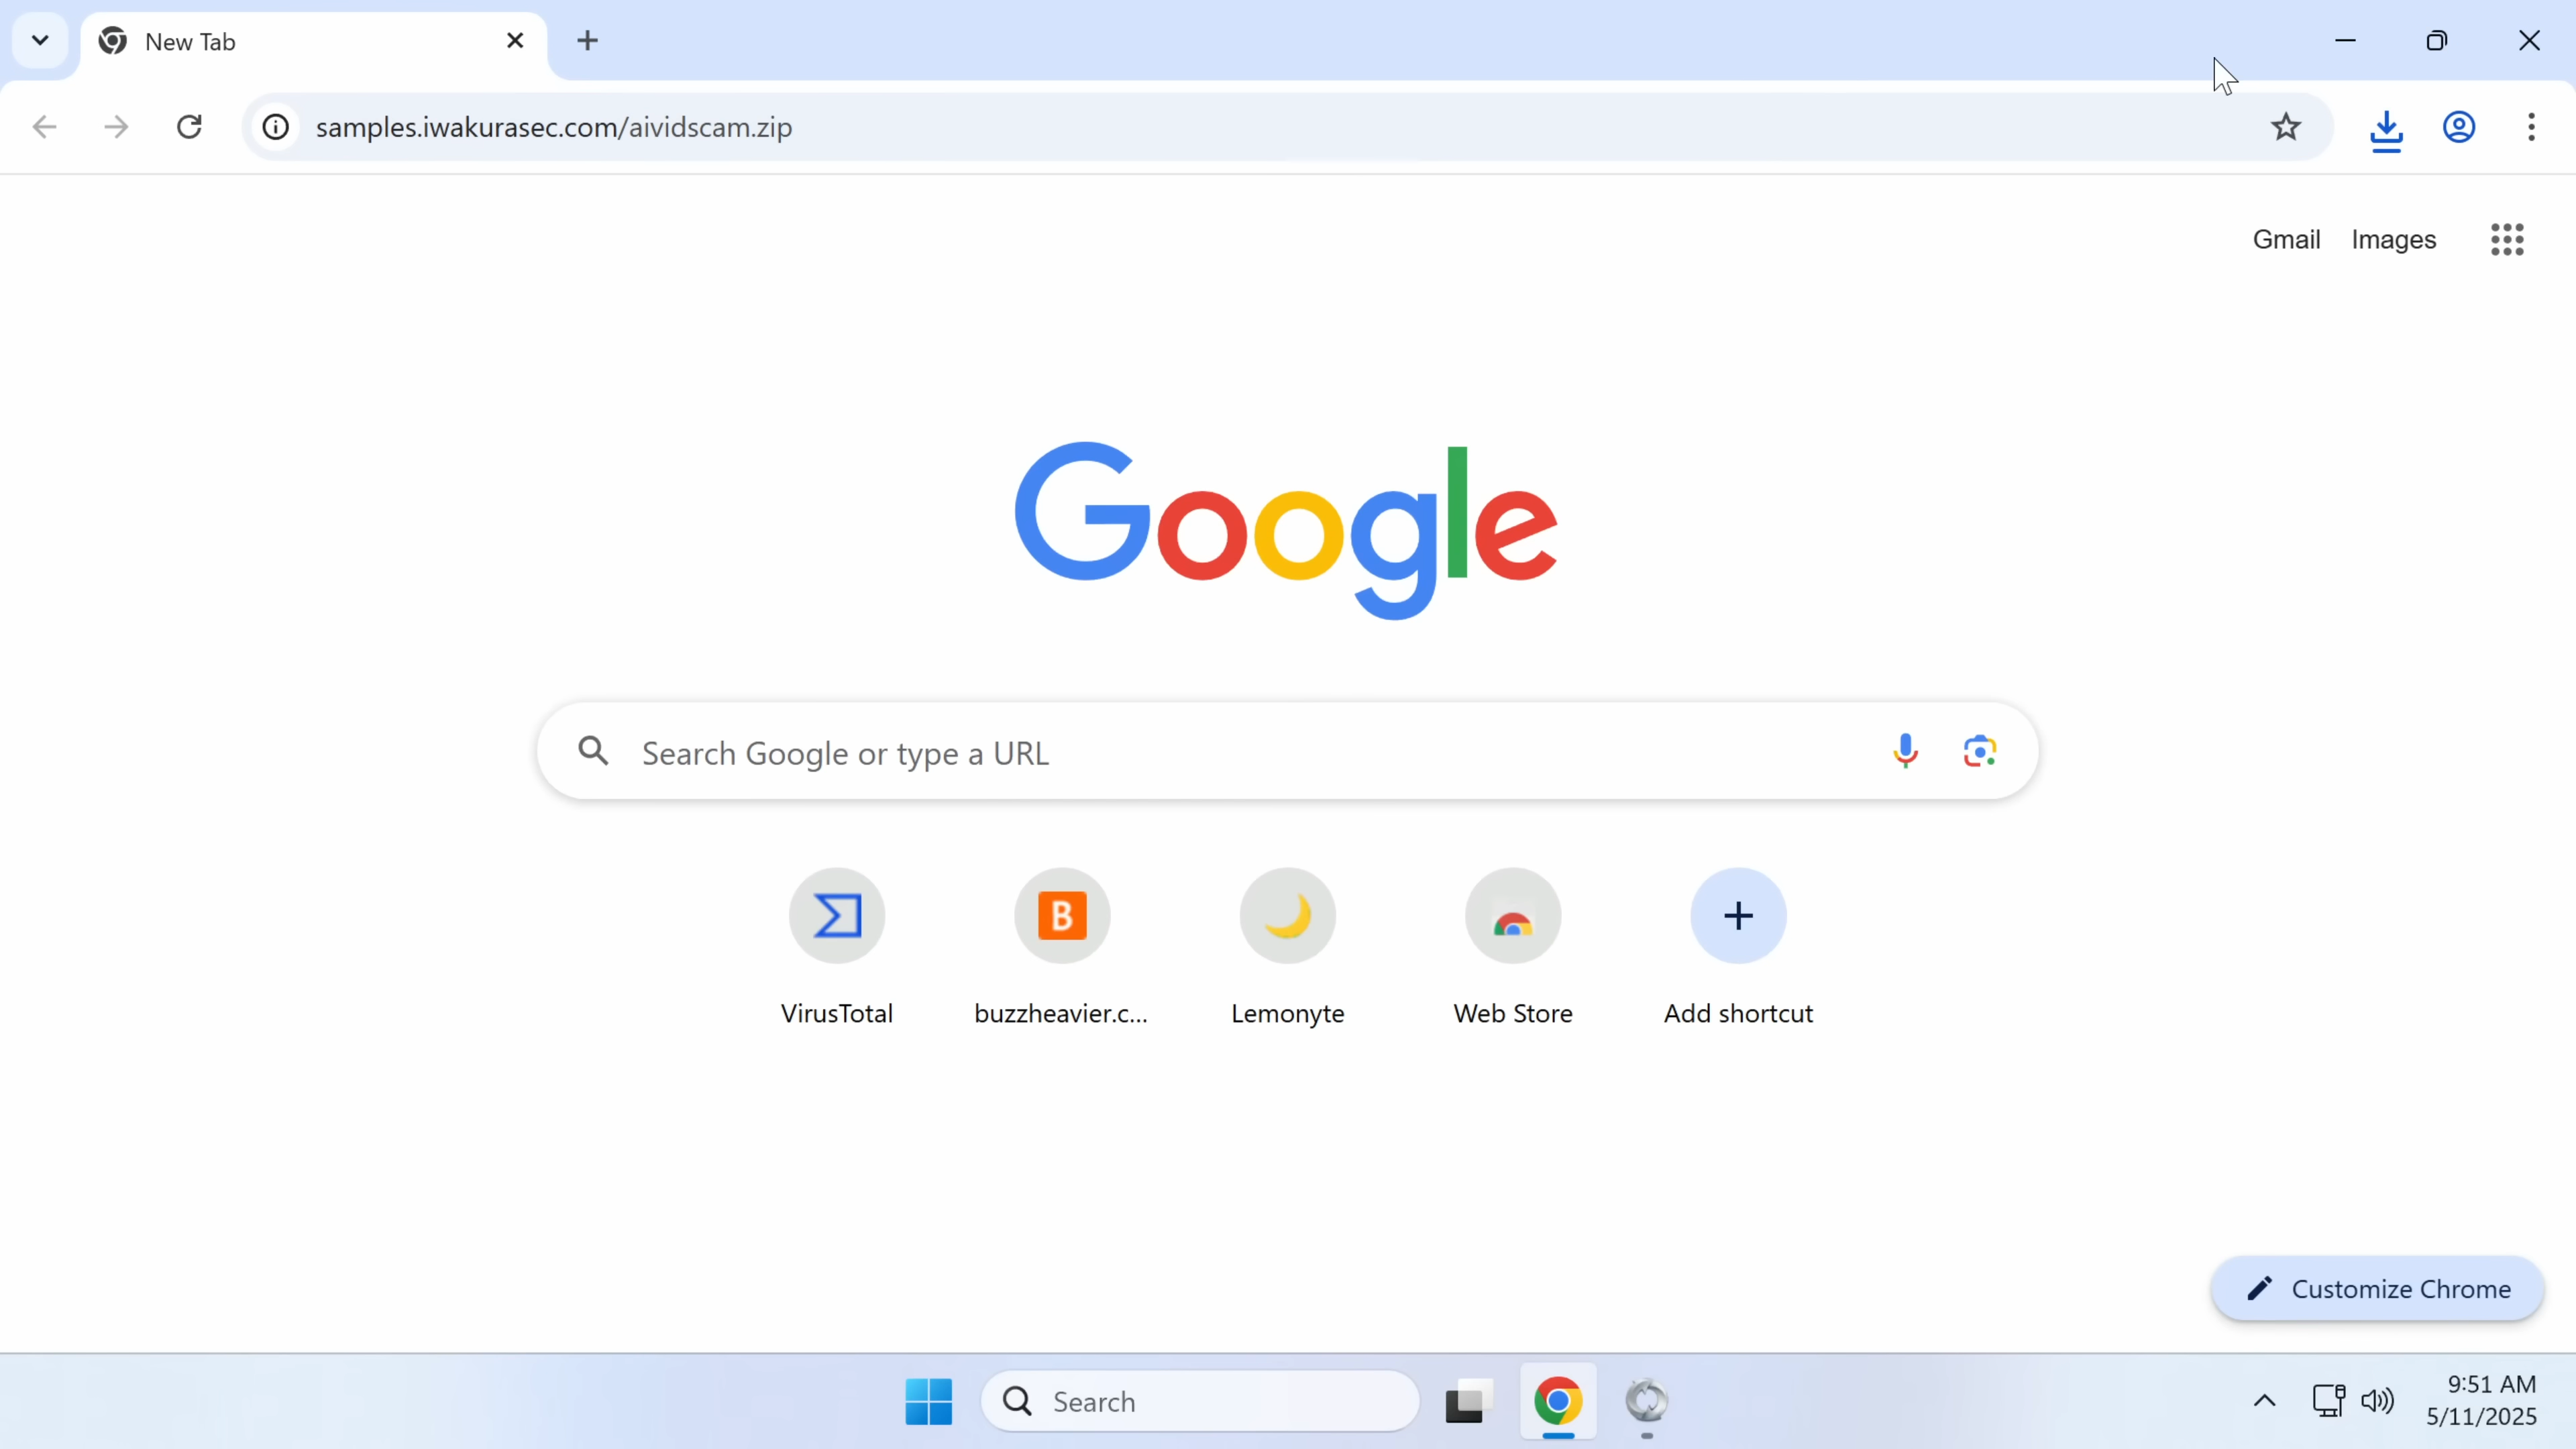 New Tab
samples.iwakurasec.com/aividscam.zip
Gmail Images
Google
Search Google or type a URL
B
VirusTotal buzzheavier.c... Lemonyte Web Store Add shortcut
Customize Chrome
Search
9:51 AM
5/11/2025